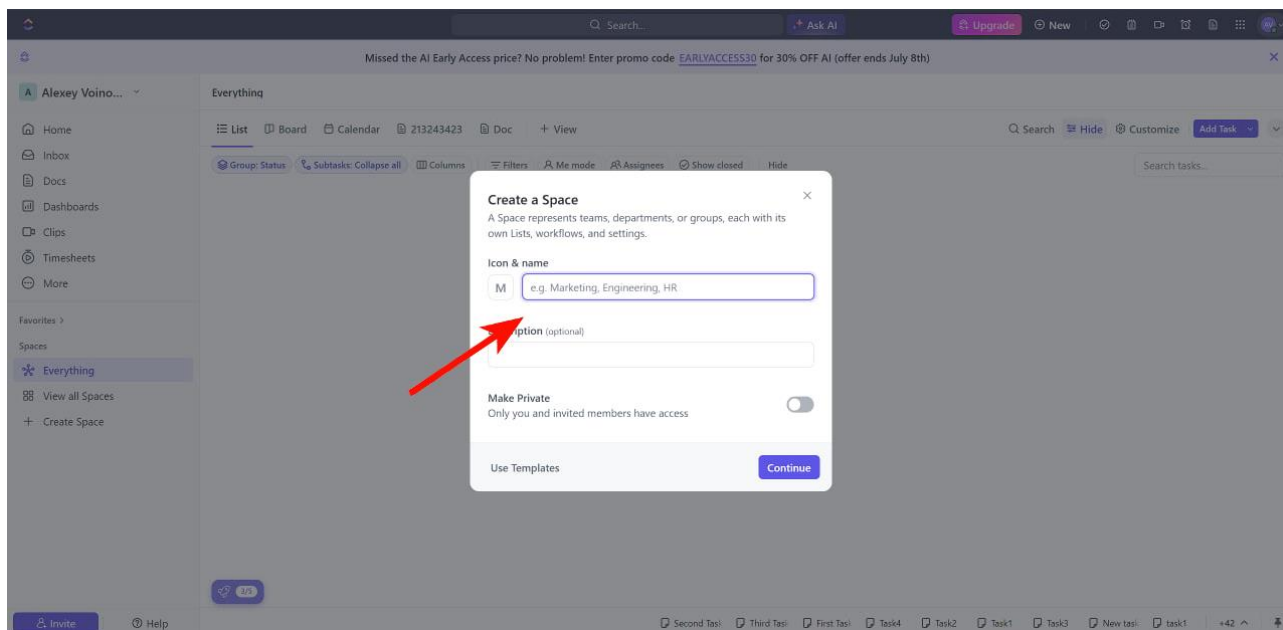 Search...
Ask AI
Upgrade
New
AV
Missed the AI Early Access price? No problem! Enter promo code EARLYACCESS30 for 30% OFF AI (offer ends July 8th)
A Alexey Voino...
Everything
Home
Inbox
Docs
Dashboards
Clips
Timesheets
More
Favorites
Spaces
Everything
View all Spaces
Create Space
List Board Calendar 213243423 Doc + View
Search Hide Customize Add Task
Group: Status Subtasks: Collapse all Columns Filters Me mode Assignees Show closed Hide
Search tasks...
Create a Space
A Space represents teams, departments, or groups, each with its
own Lists, workflows, and settings.
Icon & name
M e.g. Marketing, Engineering, HR
ption (optional)
Make Private
Only you and invited members have access
Use Templates
Continue
3/5
Invite
Help
Second Tas Third Tas First Tas Task4 Task2 Task1 Task3 New tas task1 +42